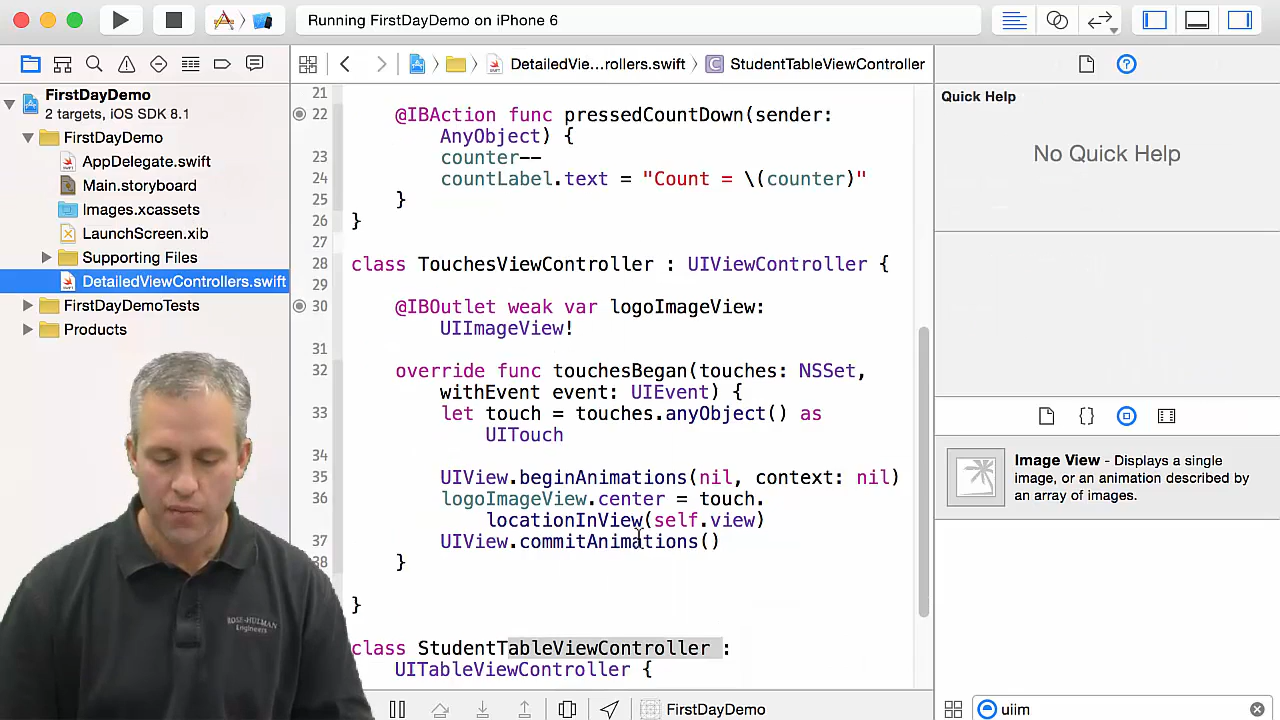 Running FirstDayDemo on iPhone 6
DetailedVie...rollers.swift
StudentTableViewController
FirstDayDemo
2 targets, iOS SDK 8.1
FirstDayDemo
AppDelegate.swift
Main.storyboard
Images.xcassets
LaunchScreen.xib
Supporting Files
DetailedViewControllers.swift
FirstDayDemoTests
Products
21
22 @IBAction func pressedCountDown(sender:
AnyObject) {
23 counter--
24 countLabel.text = "Count = \(counter)"
25 }
26 }
27
28 class TouchesViewController : UIViewController {
29
30 @IBOutlet weak var logoImageView:
UIImageView!
31
32 override func touchesBegan(touches: NSSet,
withEvent event: UIEvent) {
33 let touch = touches.anyObject() as
UITouch
34
35 UIView.beginAnimations(nil, context: nil)
36 logoImageView.center = touch.
locationInView(self.view)
37 UIView.commitAnimations()
38 }
}
class StudentTableViewController :
UITableViewController {
FirstDayDemo
Quick Help
No Quick Help
Image View - Displays a single
image, or an animation described by
an array of images.
uiim
ROSE-HULMAN
Engineers